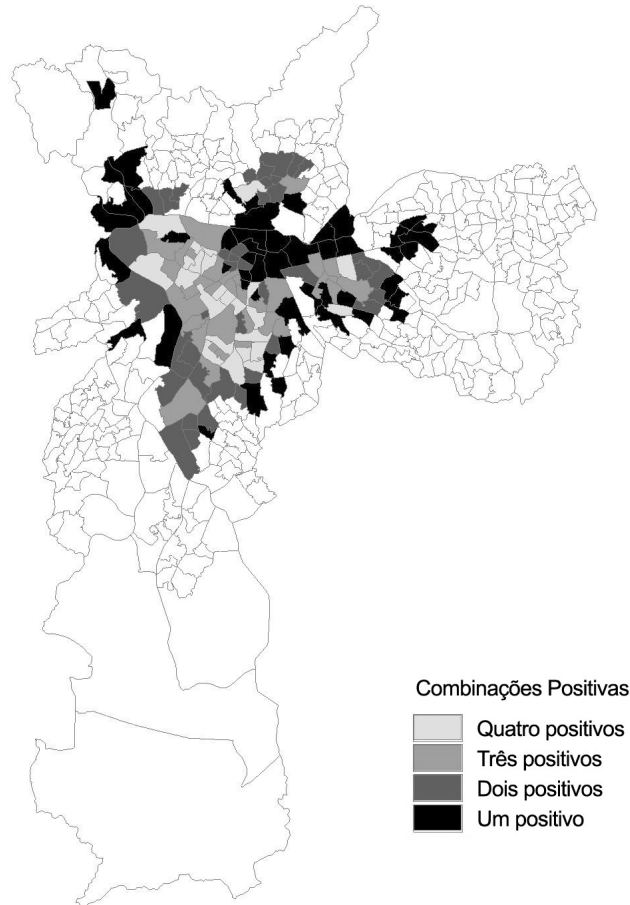 Combinações Positivas
Quatro positivos
Três positivos
Dois positivos
Um positivo